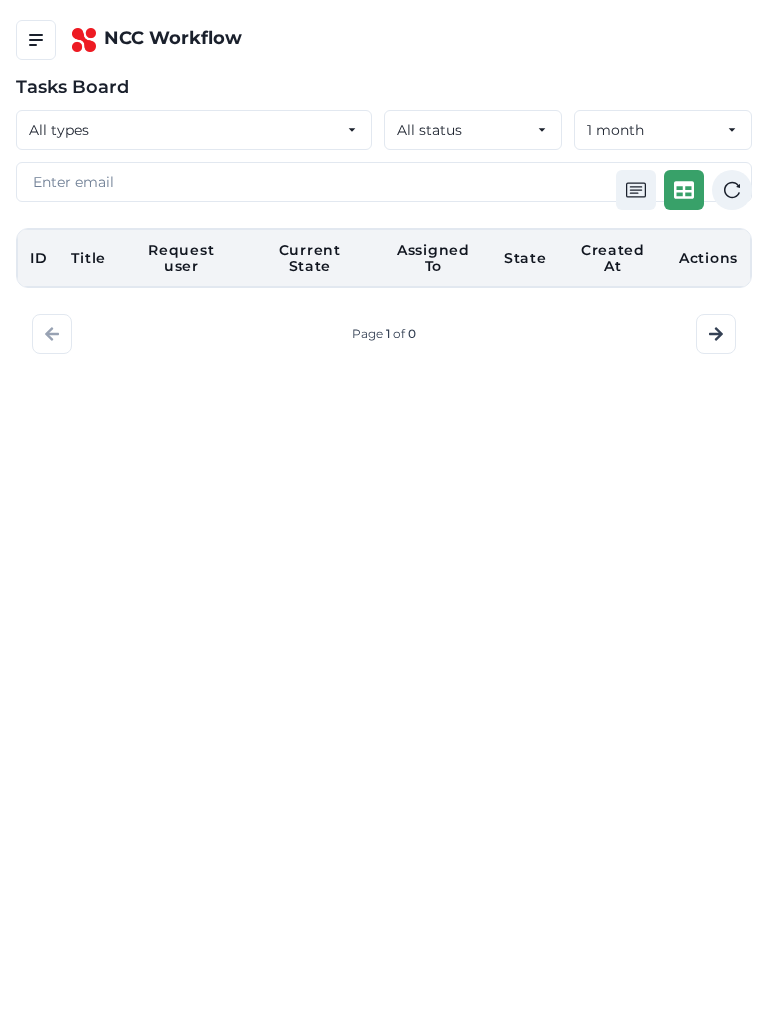 NCC Workflow
Tasks Board
All types
All status
1 month
Enter email
ID
Title
Request
user
Current
State
Assigned
To
State
Created
At
Actions
Page 1 of 0